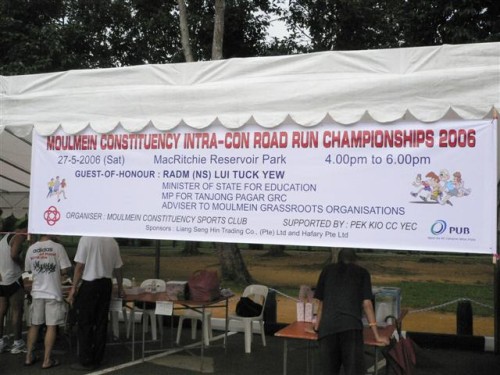 MOULMEIN CONSTITUENCY INTRA-CON ROAD RUN CHAMPIONSHIPS 2006
27-5-2006 (Sat) MacRitchie Reservoir Park 4.00pm to 6.00pm
GUEST-OF-HONOUR : RADM (NS) LUI TUCK YEW
MINISTER OF STATE FOR EDUCATION
MP FOR TANJONG PAGAR GRC
ADVISER TO MOULMEIN GRASSROOTS ORGANISATIONS
ORGANISER : MOULMEIN CONSTITUENCY SPORTS CLUB SUPPORTED BY : PEK KIO CC YEC
PUB
Sponsors : Liang Seng Hin Trading Co., (Pte) Ltd and Hafary Pte Ltd